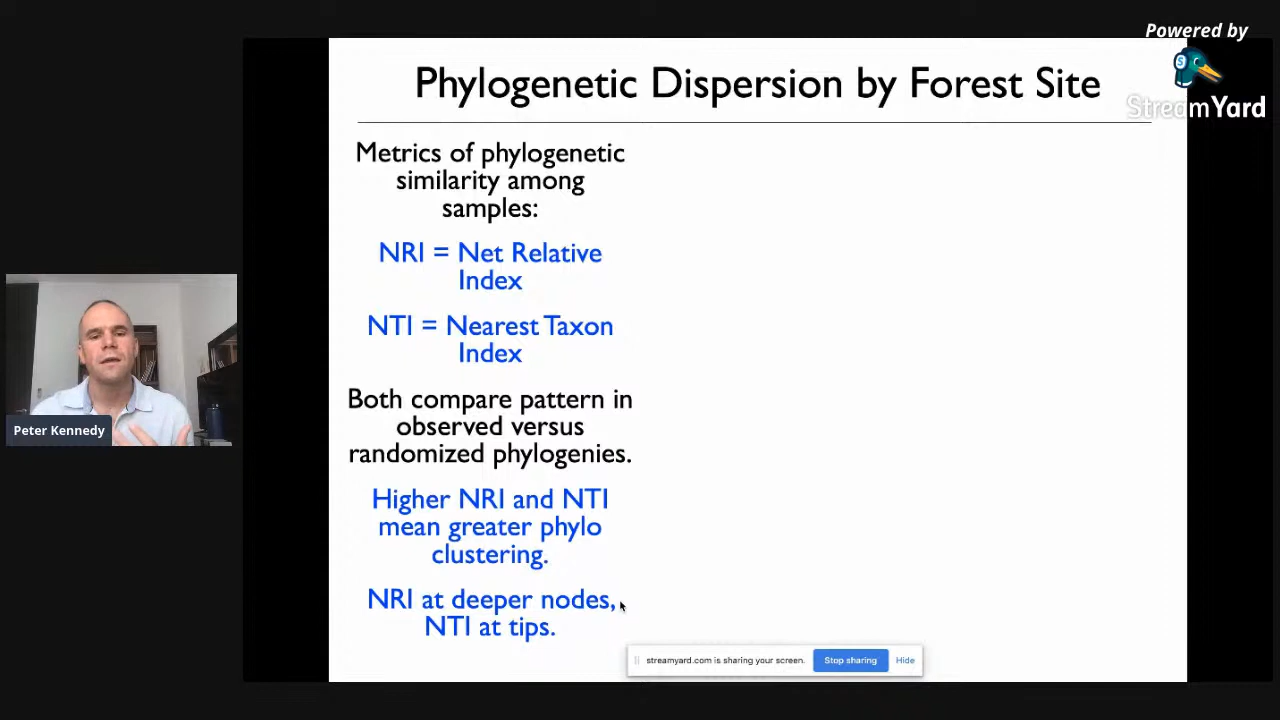 Powered by
StreamYard
Phylogenetic Dispersion by Forest Site
Metrics of phylogenetic
similarity among
samples:
NRI = Net Relative
Index
NTI = Nearest Taxon
Index
Both compare pattern in
observed versus
randomized phylogenies.
Higher NRI and NTI
mean greater phylo
clustering.
NRI at deeper nodes,
NTI at tips.
Peter Kennedy
streamyard.com is sharing your screen.
Stop sharing
Hide